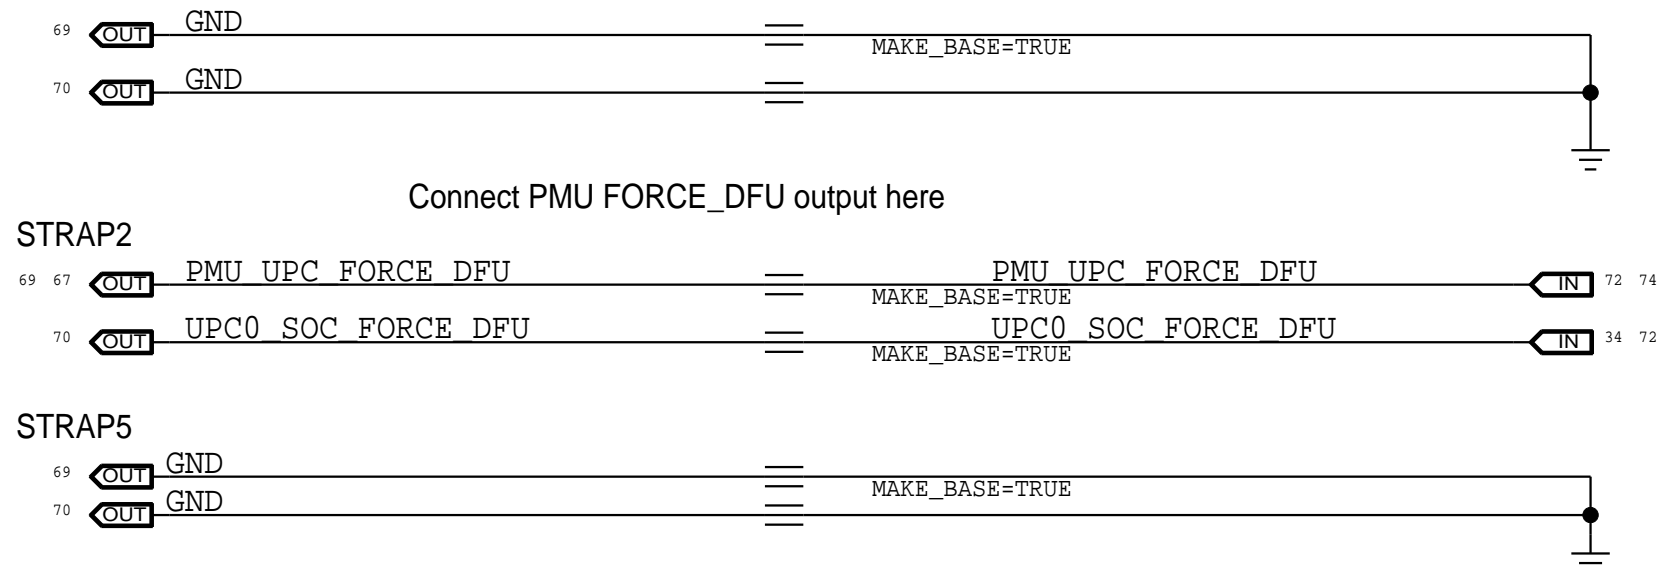 69 OUT GND
MAKE_BASE=TRUE
70 OUT GND
Connect PMU FORCE_DFU output here
STRAP2
69 67 OUT PMU_UPC_FORCE_DFU PMU_UPC_FORCE_DFU IN 72 74
MAKE_BASE=TRUE
70 OUT UPC0_SOC_FORCE_DFU UPC0_SOC_FORCE_DFU IN 34 72
MAKE_BASE=TRUE
STRAP5
69 OUT GND
MAKE_BASE=TRUE
70 OUT GND